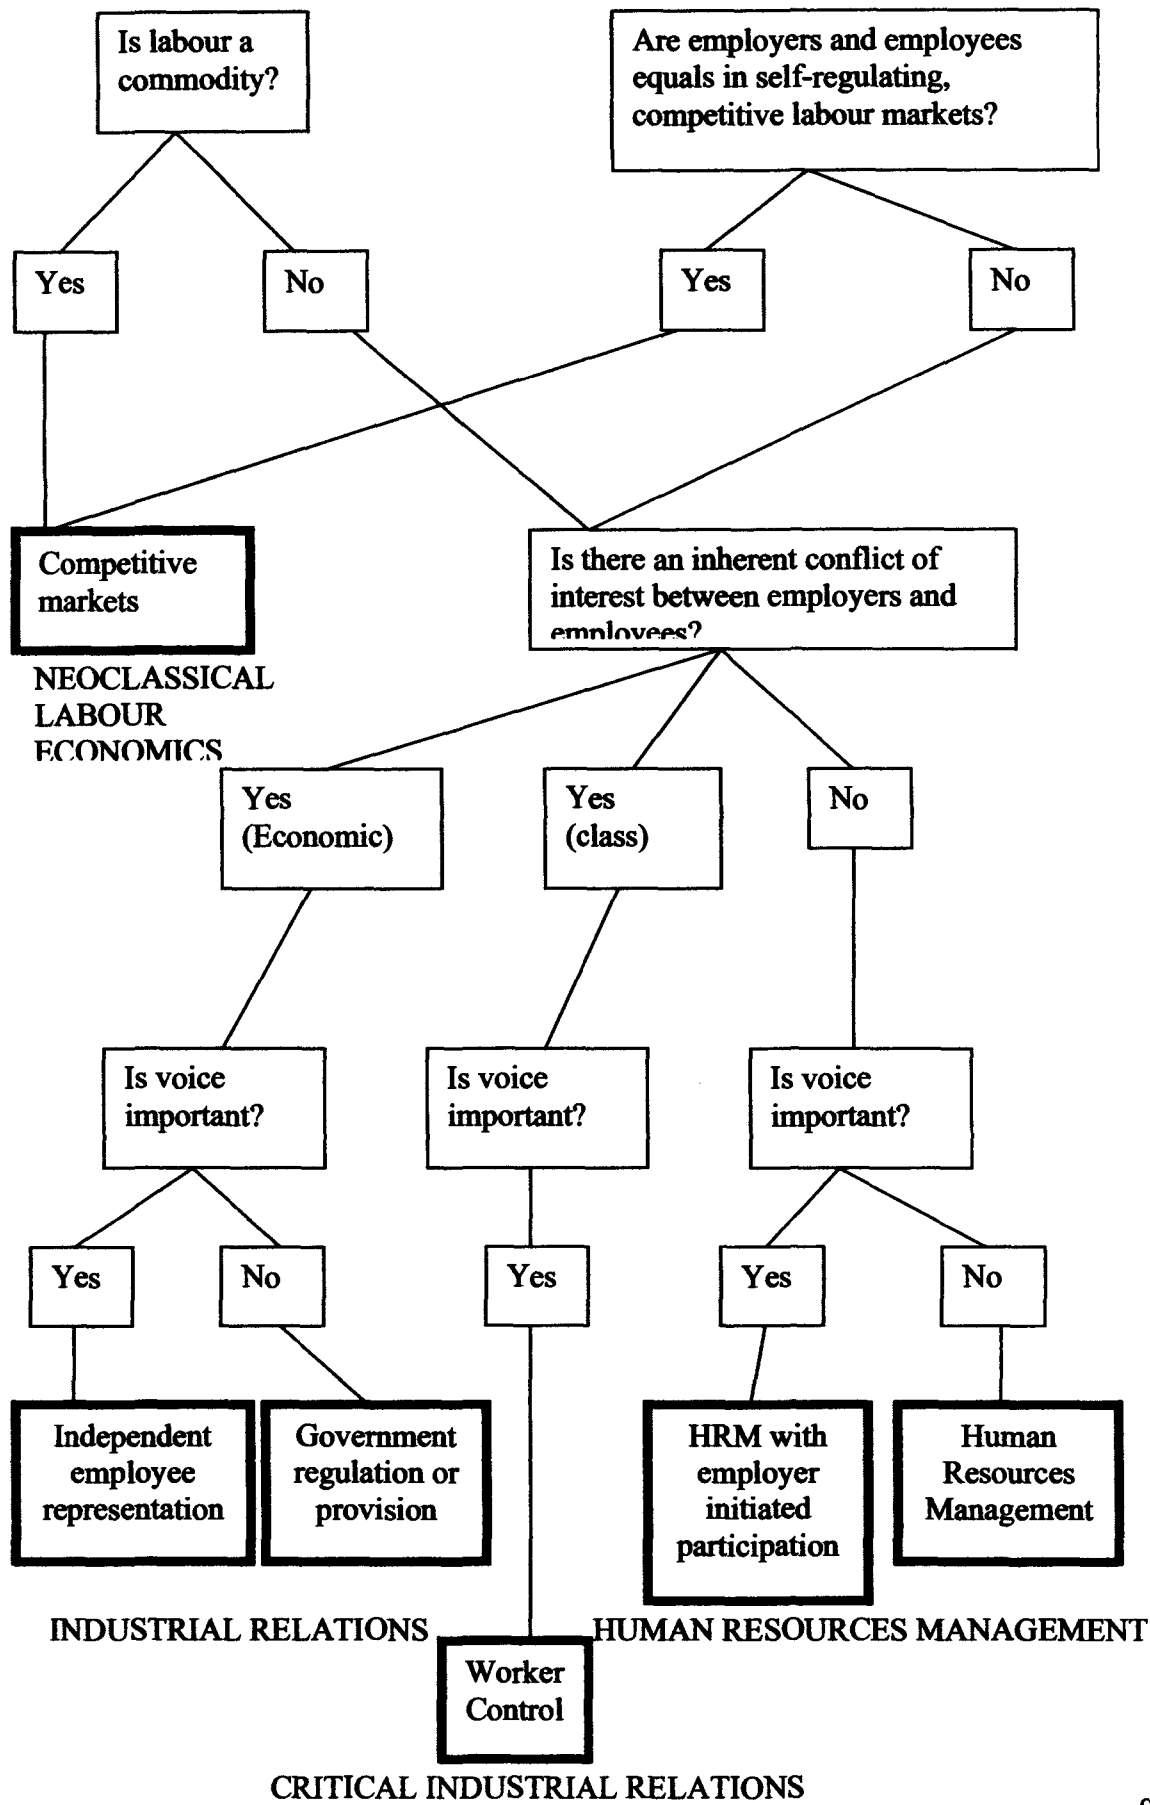 Is labour a
commodity?
Are employers and employees
equals in self-regulating,
competitive labour markets?
Yes
No
Yes
No
Competitive
markets
NEOCLASSICAL
LABOUR
ECONOMICS
Is there an inherent conflict of
interest between employers and
employees?
Yes
(Economic)
Yes
(class)
No
Is voice
important?
Is voice
important?
Is voice
important?
Yes
No
Yes
Yes
No
Independent
employee
representation
Government
regulation or
provision
HRM with
employer
initiated
participation
Human
Resources
Management
INDUSTRIAL RELATIONS
HUMAN RESOURCES MANAGEMENT
Worker
Control
CRITICAL INDUSTRIAL RELATIONS